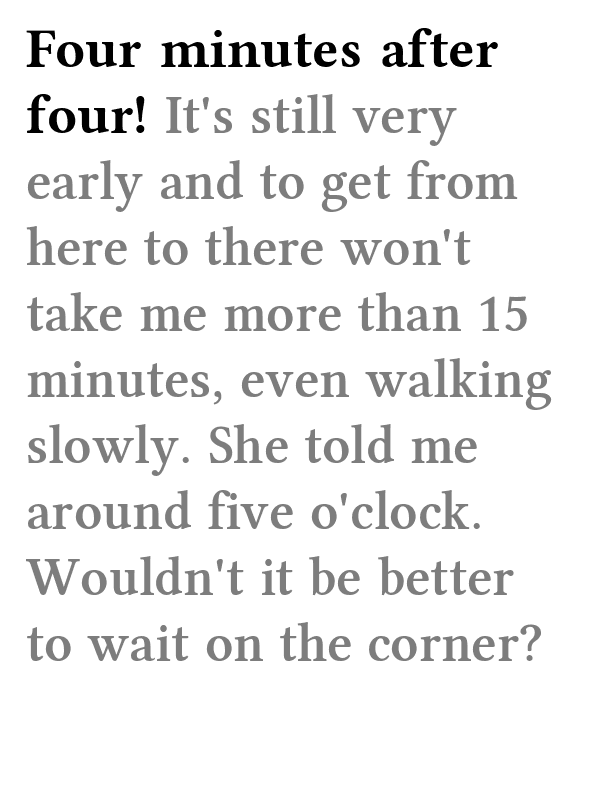 Four minutes after
four! It's still very
early and to get from
here to there won't
take me more than 15
minutes, even walking
slowly. She told me
around five o'clock.
Wouldn't it be better
to wait on the corner?